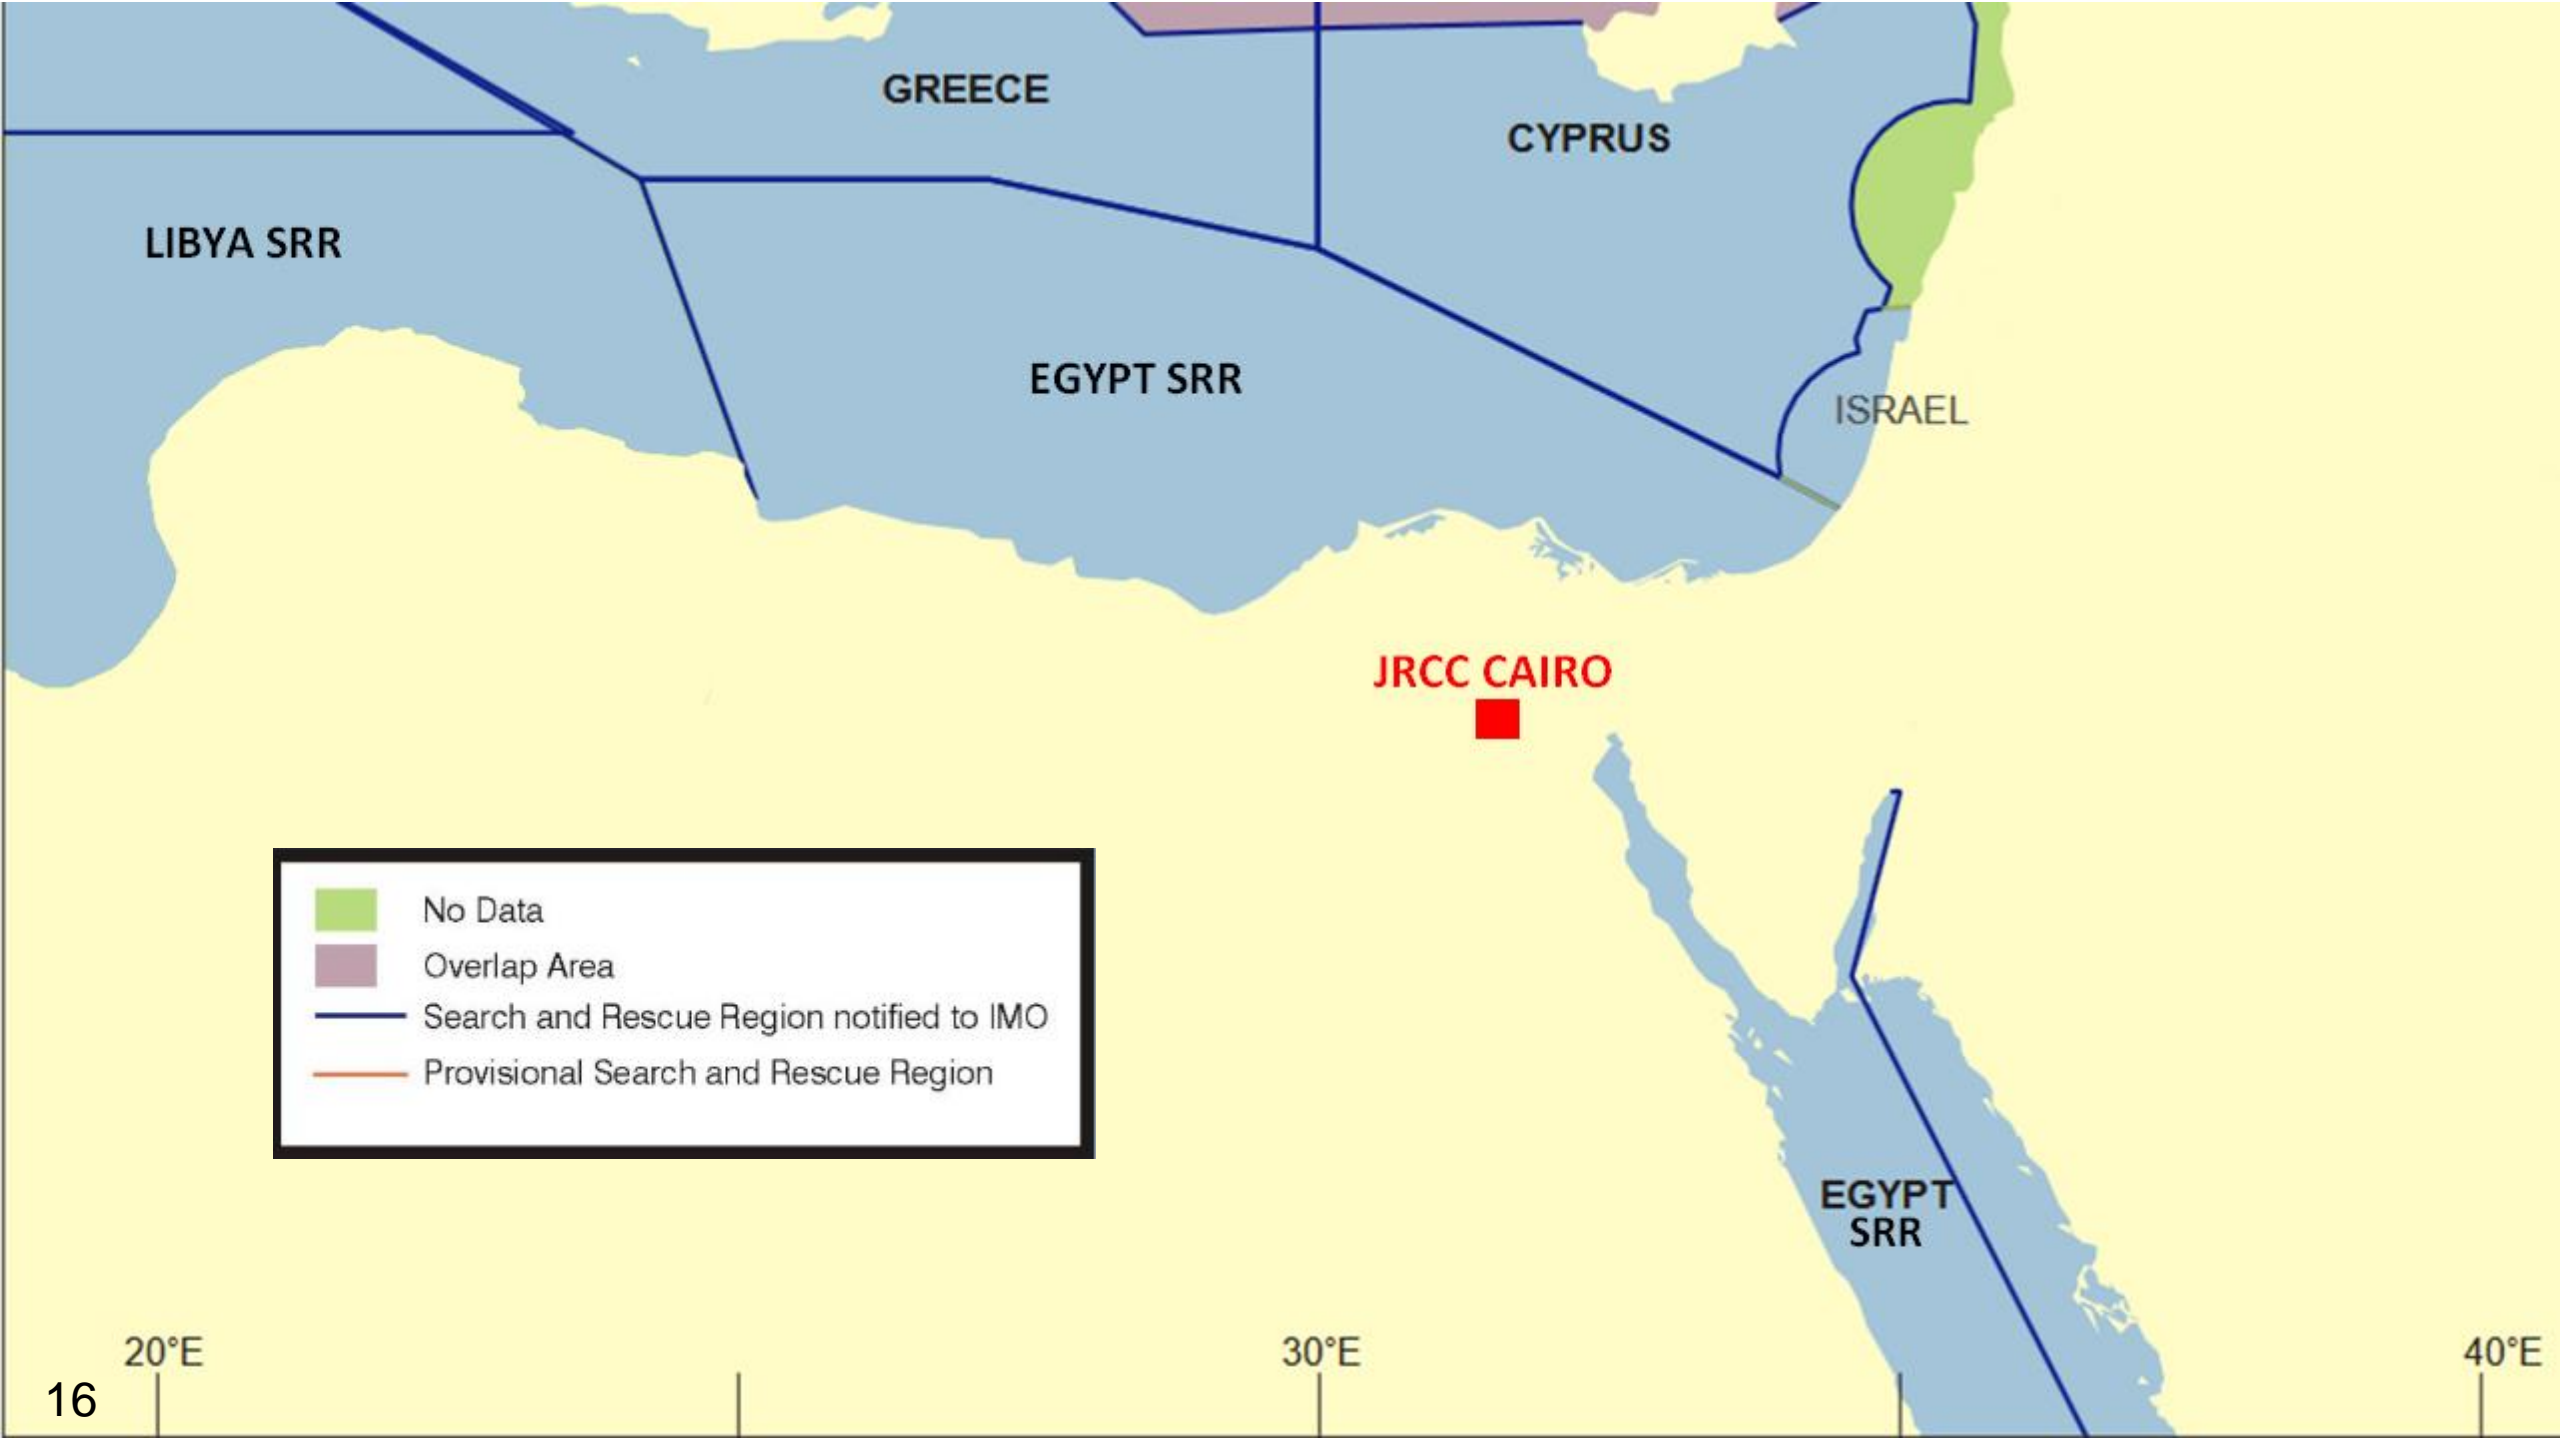 GREECE
CYPRUS
LIBYA SRR
EGYPT SRR
ISRAEL
JRCC CAIRO
No Data
Overlap Area
Search and Rescue Region notified to IMO
Provisional Search and Rescue Region
EGYPT
SRR
20°E
30°E
40°E
16